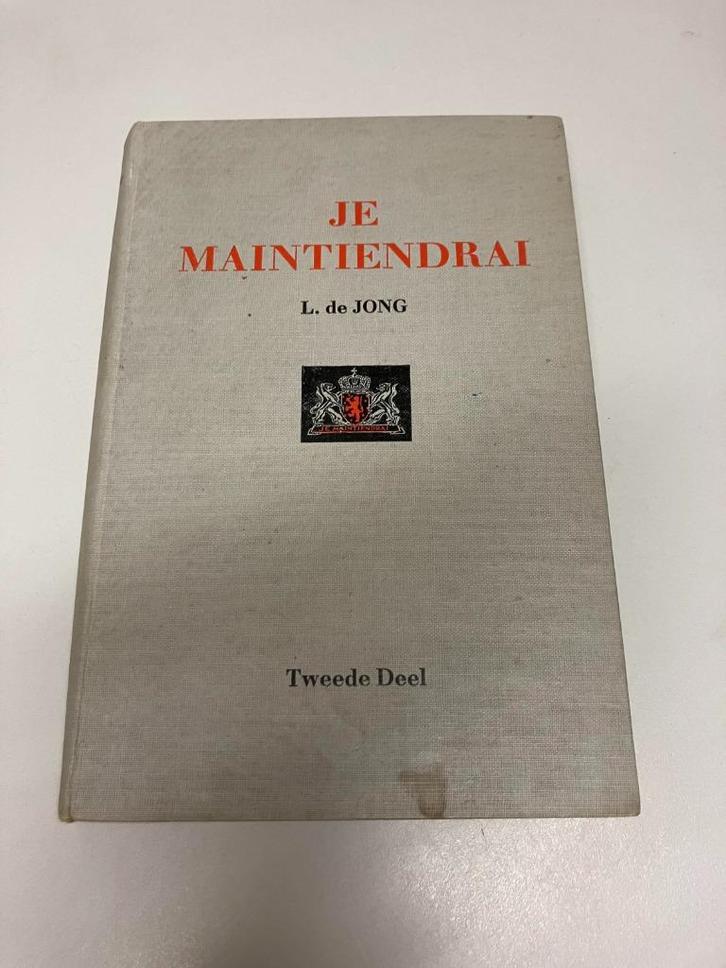 JE
MAINTIENDRAI
L. de JONG
JE MAINTIENDRAI
Tweede Deel